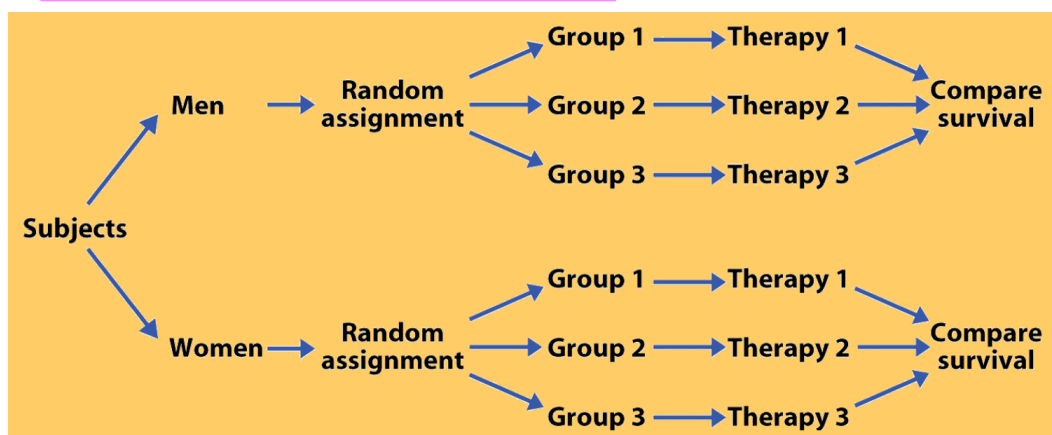 Group 1 Therapy 1
Men Random assignment Group 2 Therapy 2 Compare survival
Group 3 Therapy 3
Subjects
Group 1 Therapy 1
Women Random assignment Group 2 Therapy 2 Compare survival
Group 3 Therapy 3